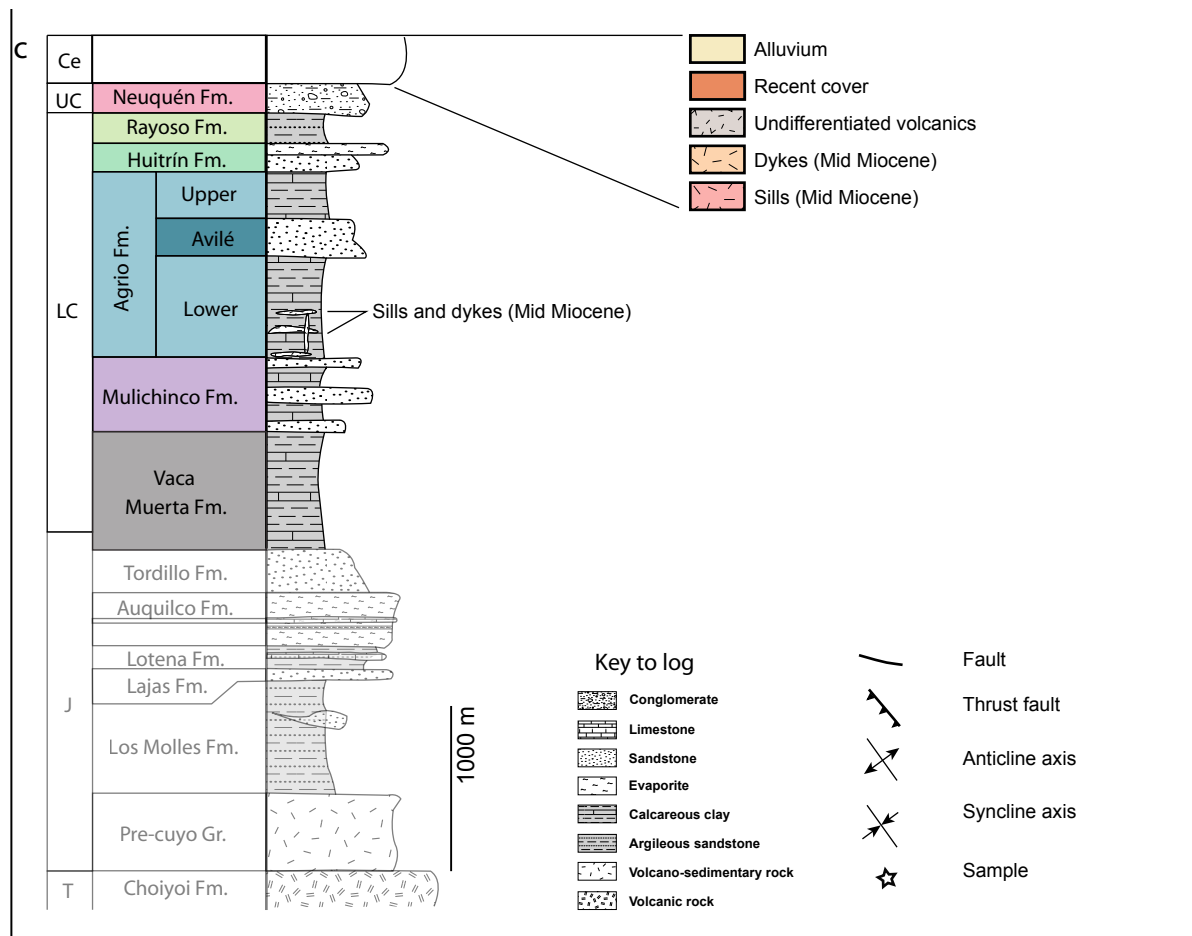 C
Ce
UC
LC
J
T
Neuquén Fm.
Rayoso Fm.
Huitrín Fm.
Agrio Fm.
Upper
Avilé
Lower
Mulichinco Fm.
Vaca
Muerta Fm.
Tordillo Fm.
Auquilco Fm.
Lotena Fm.
Lajas Fm.
Los Molles Fm.
Pre-cuyo Gr.
Choiyoi Fm.
Sills and dykes (Mid Miocene)
1000 m
Alluvium
Recent cover
Undifferentiated volcanics
Dykes (Mid Miocene)
Sills (Mid Miocene)
Key to log
Conglomerate
Limestone
Sandstone
Evaporite
Calcareous clay
Argileous sandstone
Volcano-sedimentary rock
Volcanic rock
Fault
Thrust fault
Anticline axis
Syncline axis
Sample